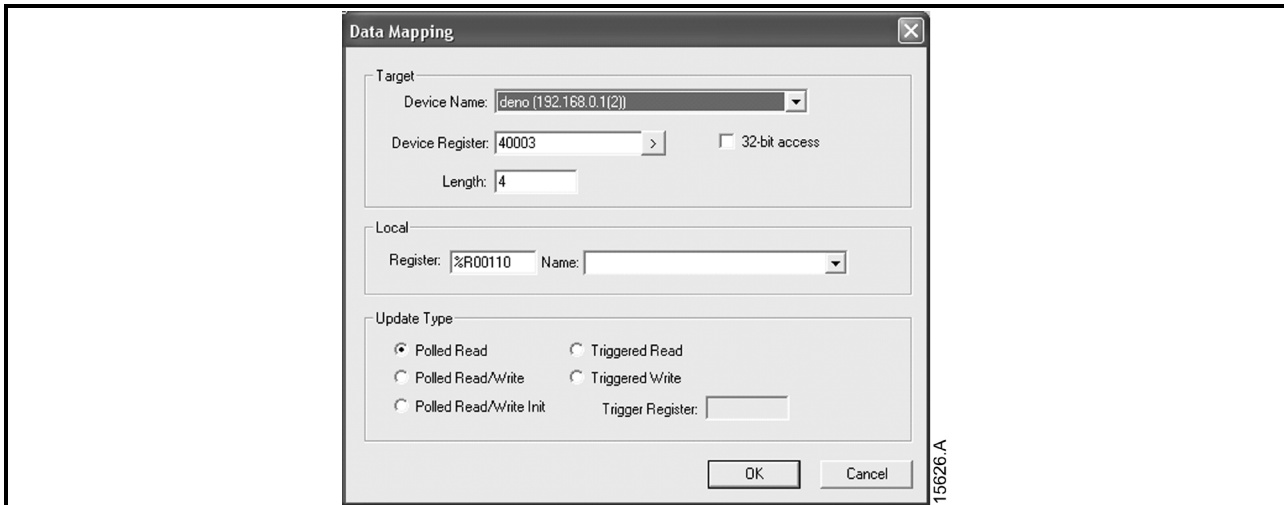 Data Mapping
Target
Device Name: deno (192.168.0.1(2))
Device Register: 40003 > 32-bit access
Length: 4
Local
Register: %R00110 Name:
Update Type
Polled Read Triggered Read
Polled Read/Write Triggered Write
Polled Read/Write Init Trigger Register:
OK Cancel
15626.A